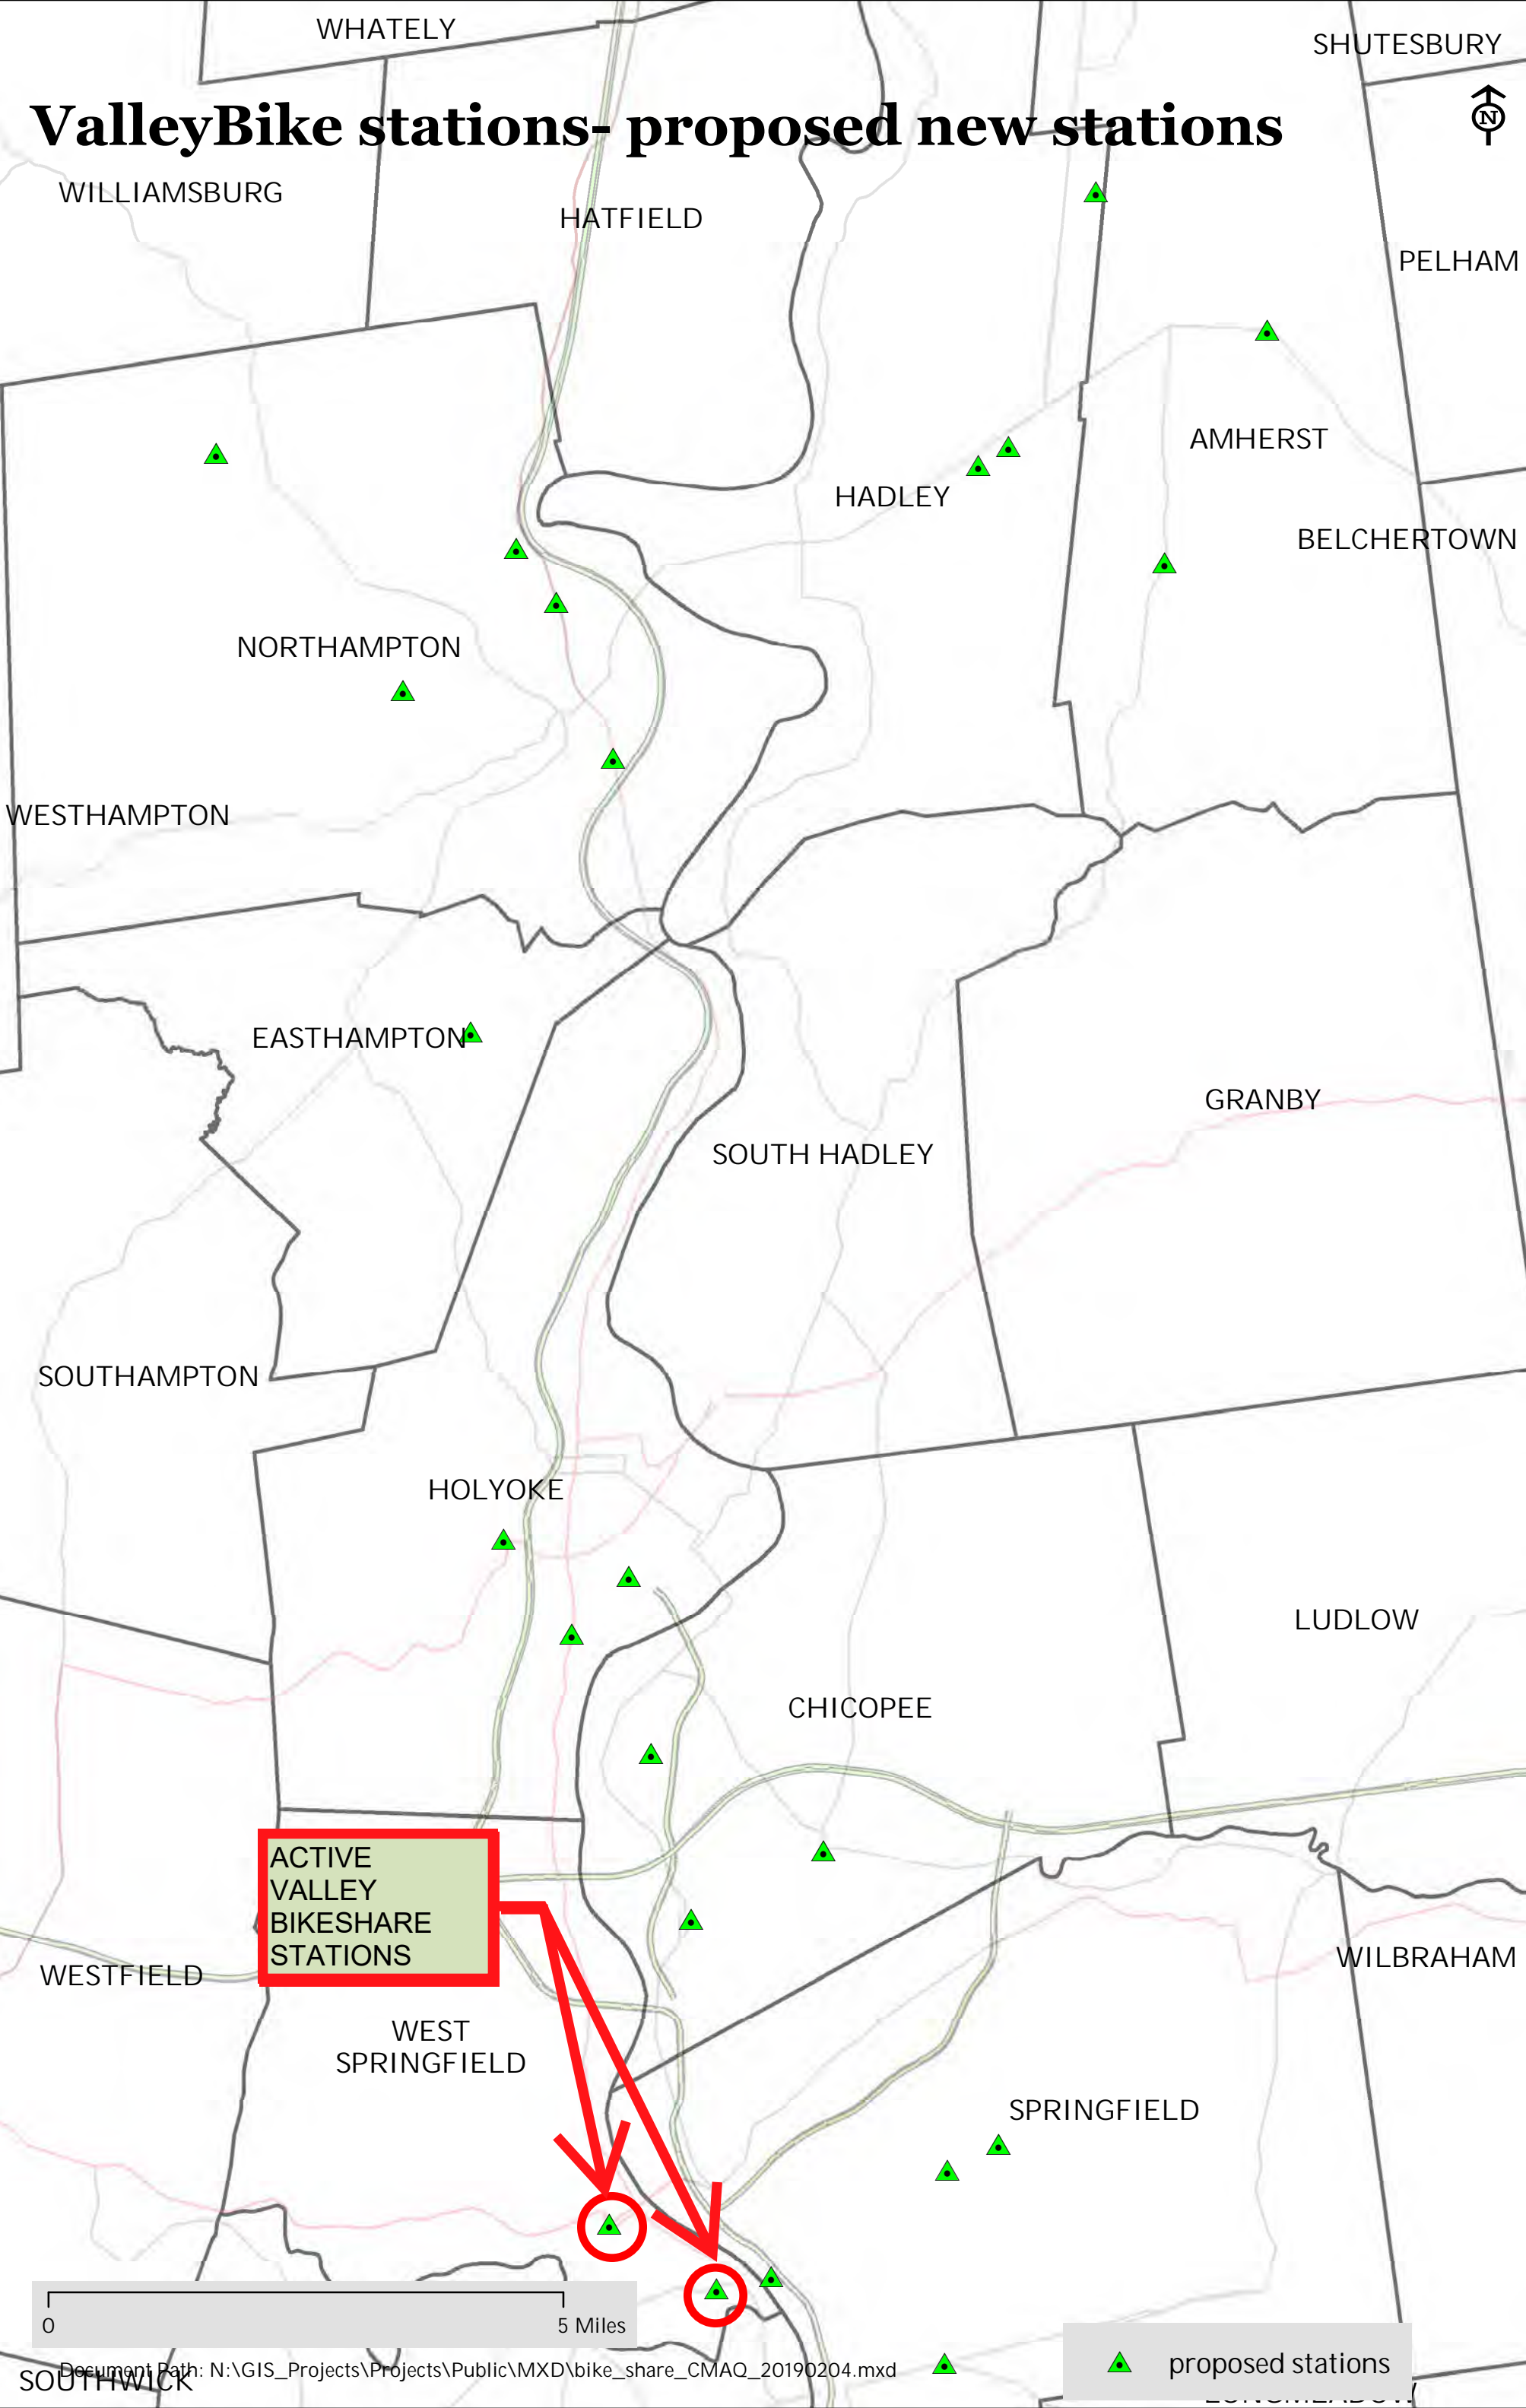 WHATELY
SHUTESBURY
ValleyBike stations- proposed new stations
N
WILLIAMSBURG
HATFIELD
PELHAM
AMHERST
HADLEY
BELCHERTOWN
NORTHAMPTON
WESTHAMPTON
EASTHAMPTON
GRANBY
SOUTH HADLEY
SOUTHAMPTON
HOLYOKE
LUDLOW
CHICOPEE
ACTIVE
VALLEY
BIKESHARE
STATIONS
WILBRAHAM
WESTFIELD
WEST
SPRINGFIELD
SPRINGFIELD
0 5 Miles
proposed stations
Document Path: N:\GIS_Projects\Projects\Public\MXD\bike_share_CMAQ_20190204.mxd
SOUTHWICK
LONGMEADOW